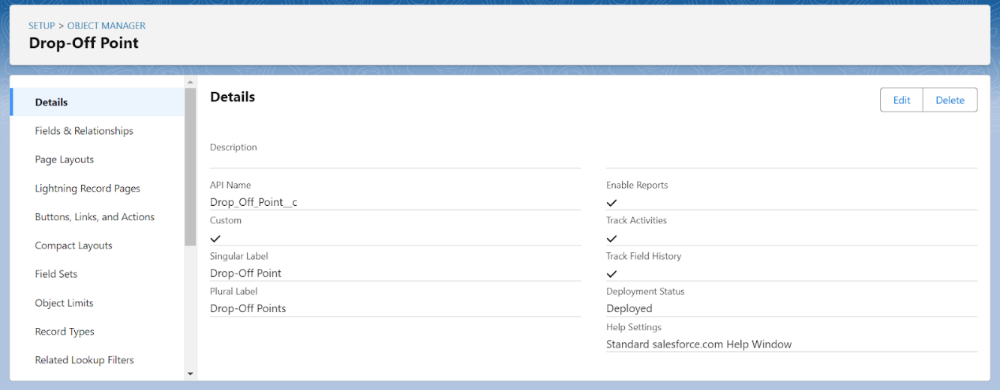 SETUP > OBJECT MANAGER
Drop-Off Point
Details
Fields & Relationships
Page Layouts
Lightning Record Pages
Buttons, Links, and Actions
Compact Layouts
Field Sets
Object Limits
Record Types
Related Lookup Filters
Details
Edit
Delete
Description
API Name
Drop_Off_Point__c
Custom
Singular Label
Drop-Off Point
Plural Label
Drop-Off Points
Enable Reports
Track Activities
Track Field History
Deployment Status
Deployed
Help Settings
Standard salesforce.com Help Window